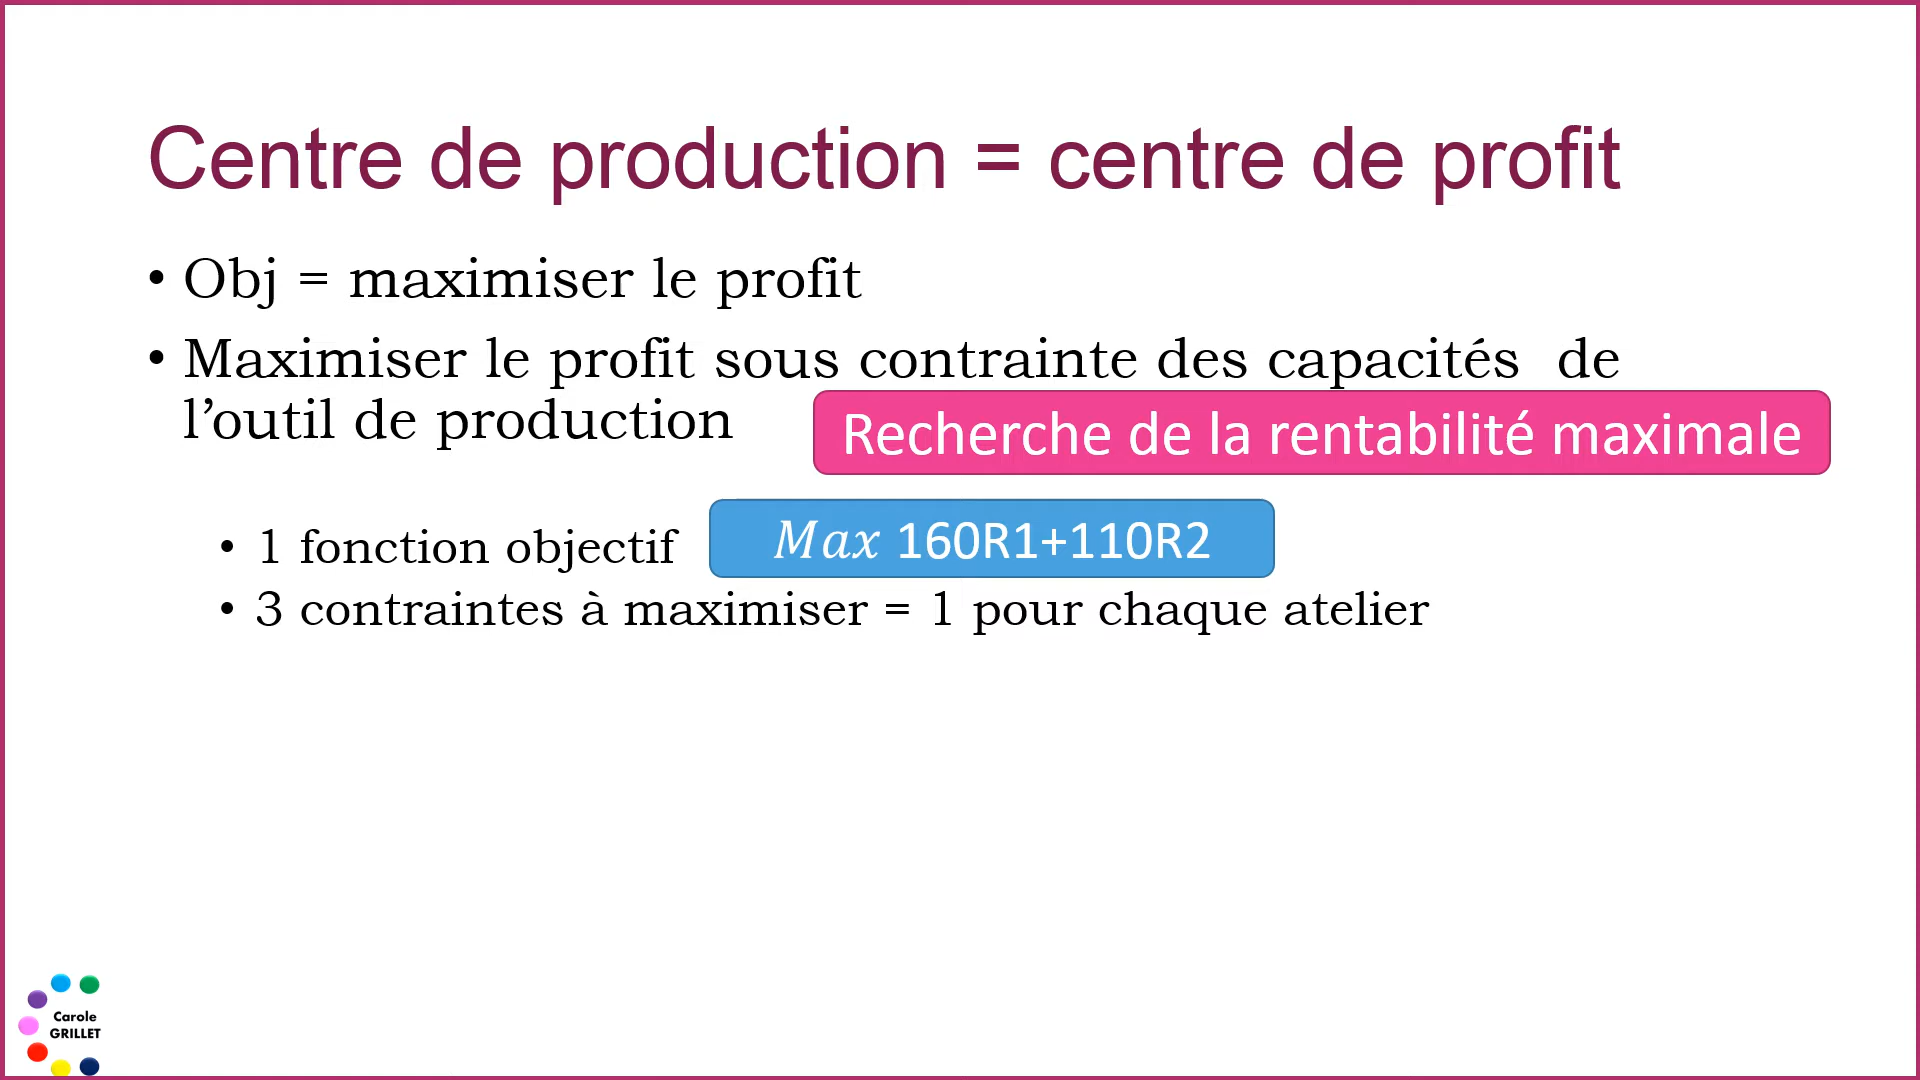 Centre de production = centre de profit
• Obj = maximiser le profit
• Maximiser le profit sous contrainte des capacités de
l’outil de production
Recherche de la rentabilité maximale
• 1 fonction objectif
Max 160R1+110R2
• 3 contraintes à maximiser = 1 pour chaque atelier
Carole
GRILLET